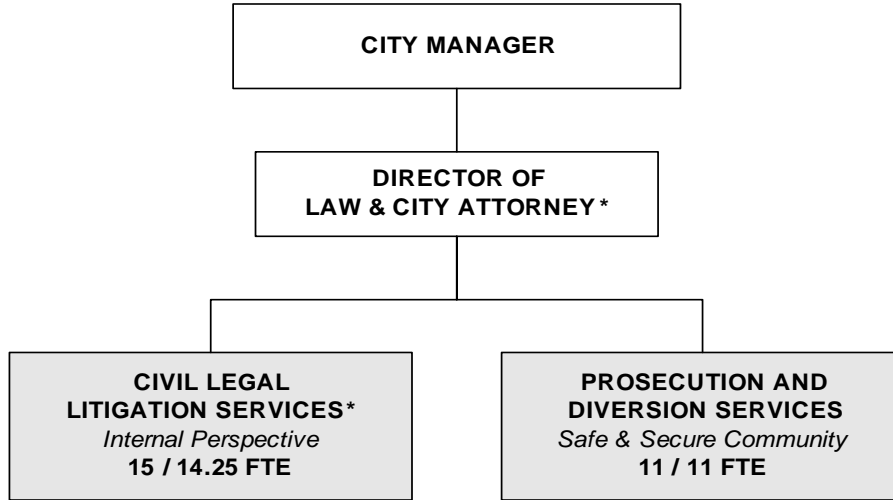 CITY MANAGER
DIRECTOR OF
LAW & CITY ATTORNEY*
CIVIL LEGAL
LITIGATION SERVICES*
Internal Perspective
15 / 14.25 FTE
PROSECUTION AND
DIVERSION SERVICES
Safe & Secure Community
11 / 11 FTE